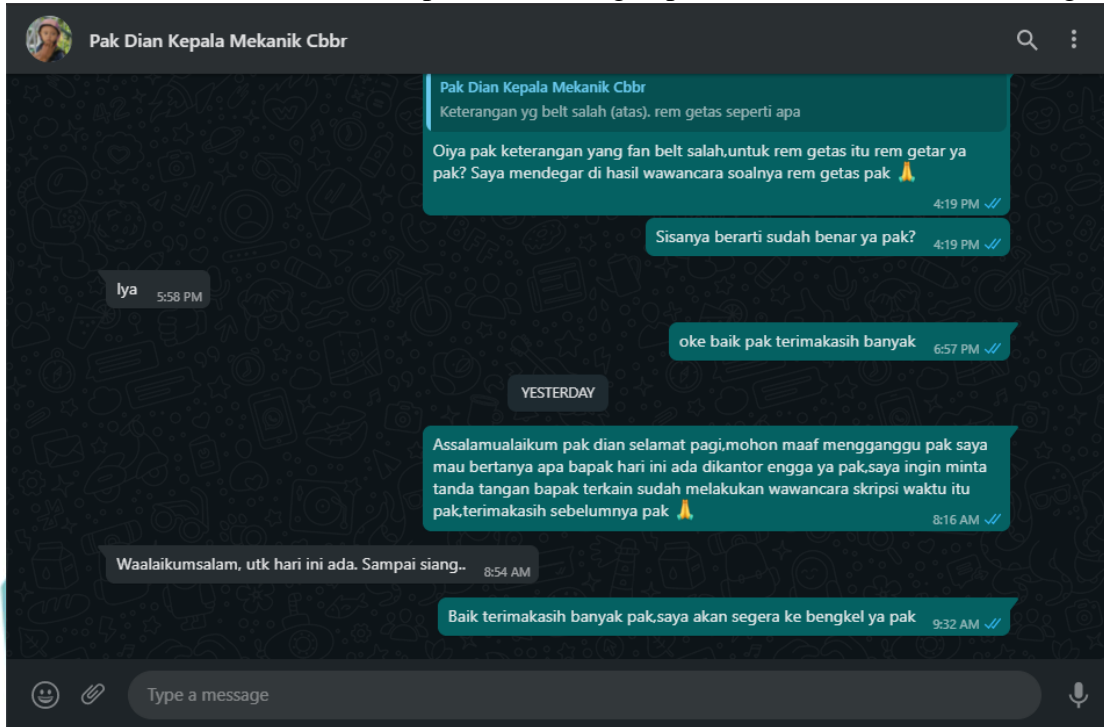 Pak Dian Kepala Mekanik Cbbr
Pak Dian Kepala Mekanik Cbbr
Keterangan yg belt salah (atas). rem getas seperti apa
Oiya pak keterangan yang fan belt salah,untuk rem getas itu rem getar ya
pak? Saya mendegar di hasil wawancara soalnya rem getas pak 🙏
4:19 PM
Sisanya berarti sudah benar ya pak? 4:19 PM
Iya 5:58 PM
oke baik pak terimakasih banyak 6:57 PM
YESTERDAY
Assalamualaikum pak dian selamat pagi,mohon maaf mengganggu pak saya
mau bertanya apa bapak hari ini ada dikantor engga ya pak,saya ingin minta
tanda tangan bapak terkain sudah melakukan wawancara skripsi waktu itu
pak,terimakasih sebelumnya pak 🙏
8:16 AM
Waalaikumsalam, utk hari ini ada. Sampai siang.. 8:54 AM
Baik terimakasih banyak pak,saya akan segera ke bengkel ya pak 9:32 AM
Type a message